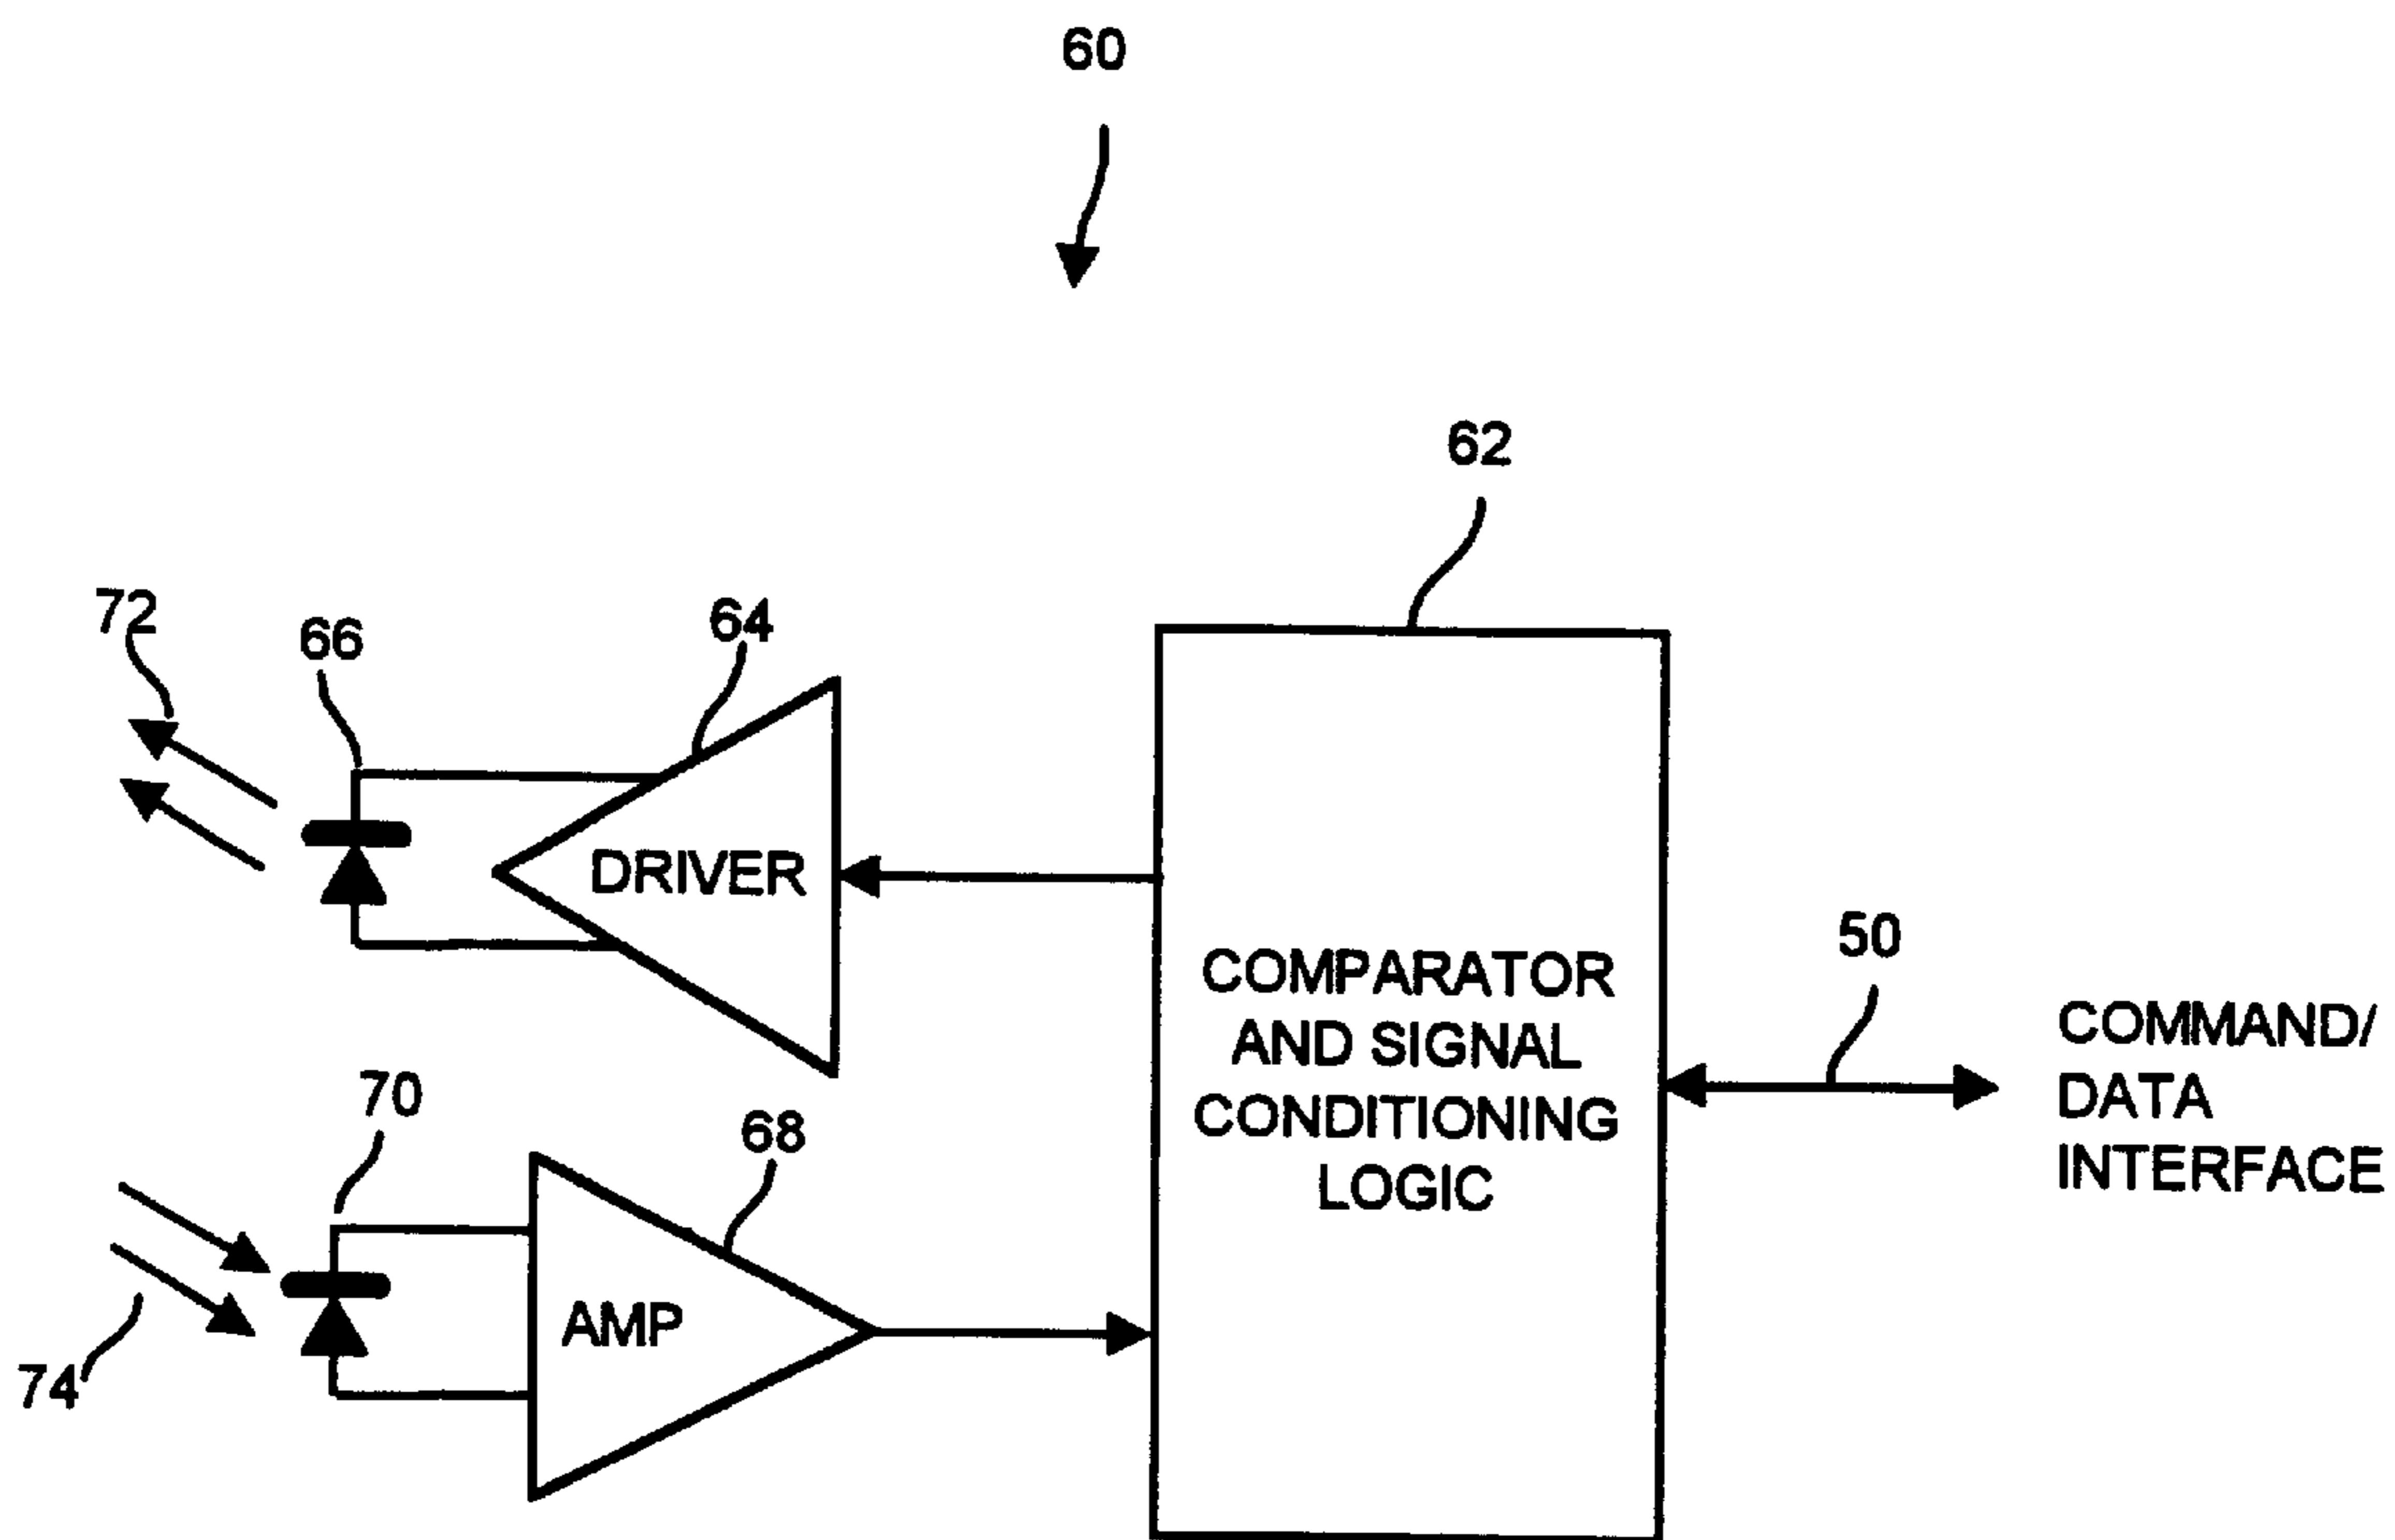 60
62
72
66
64
DRIVER
50
COMPARATOR
AND SIGNAL
CONDITIONING
LOGIC
COMMAND/
DATA
INTERFACE
70
68
AMP
74